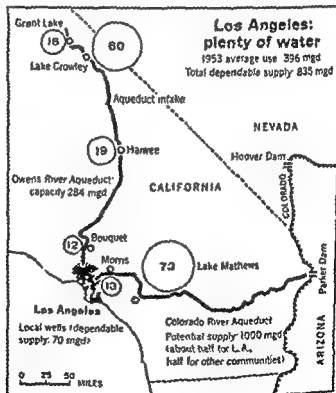 Los Angeles:
plenty of water
1953 average use 396 mgd
Total dependable supply 835 mgd
Grant Lake
16
60
Lake Crowley
Aqueduct intake
NEVADA
19
Haiwee
Hoover Dam
COLORADO
Owens River Aqueduct:
capacity 284 mgd
CALIFORNIA
12
Bouquet
Morris
73
Lake Mathews
13
Parker Dam
Los Angeles
Local wells (dependable
supply: 70 mgd)
Colorado River Aqueduct
Potential supply: 1000 mgd
(about half for L.A.
half for other communities)
ARIZONA
0 25 50
MILES